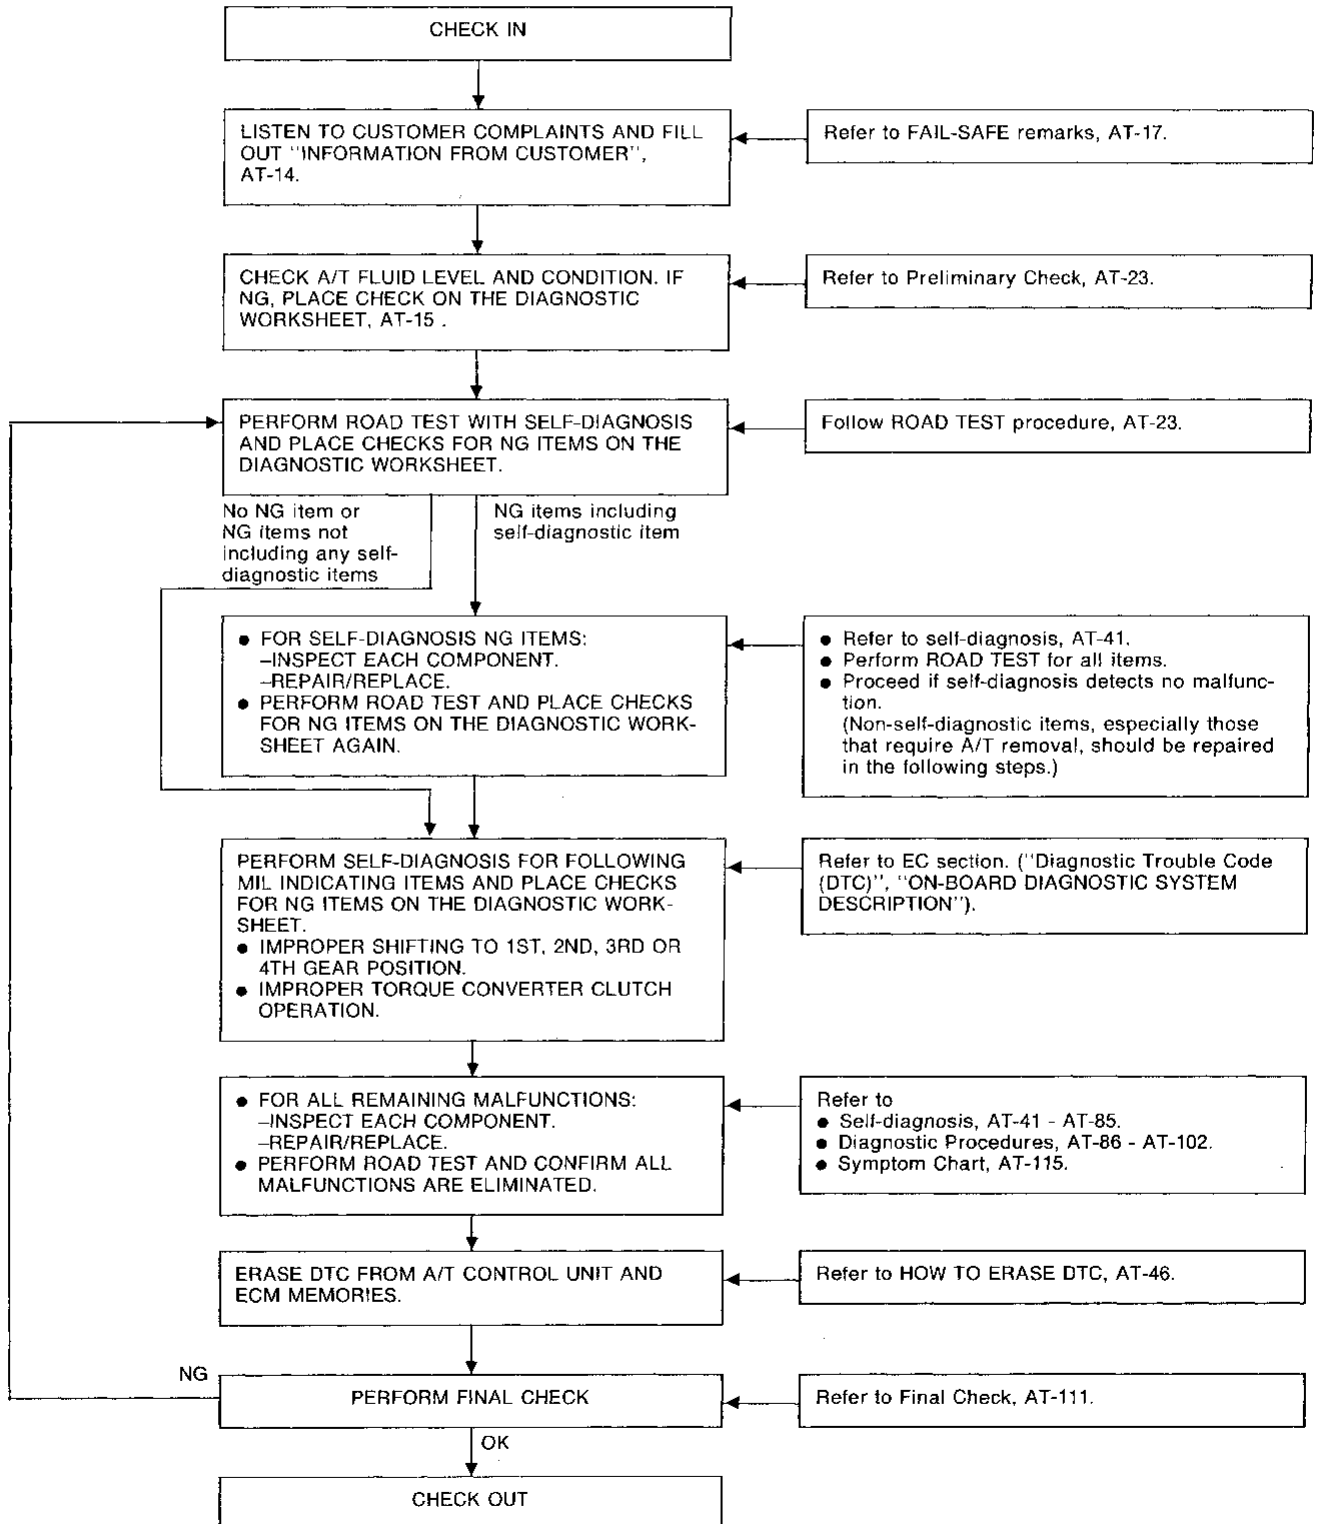 CHECK IN
LISTEN TO CUSTOMER COMPLAINTS AND FILL
OUT "INFORMATION FROM CUSTOMER",
AT-14.
Refer to FAIL-SAFE remarks, AT-17.
CHECK A/T FLUID LEVEL AND CONDITION. IF
NG, PLACE CHECK ON THE DIAGNOSTIC
WORKSHEET, AT-15 .
Refer to Preliminary Check, AT-23.
PERFORM ROAD TEST WITH SELF-DIAGNOSIS
AND PLACE CHECKS FOR NG ITEMS ON THE
DIAGNOSTIC WORKSHEET.
Follow ROAD TEST procedure, AT-23.
No NG item or
NG items not
including any self-
diagnostic items
NG items including
self-diagnostic item
● FOR SELF-DIAGNOSIS NG ITEMS:
–INSPECT EACH COMPONENT.
–REPAIR/REPLACE.
● PERFORM ROAD TEST AND PLACE CHECKS
FOR NG ITEMS ON THE DIAGNOSTIC WORK-
SHEET AGAIN.
● Refer to self-diagnosis, AT-41.
● Perform ROAD TEST for all items.
● Proceed if self-diagnosis detects no malfunc-
tion.
(Non-self-diagnostic items, especially those
that require A/T removal, should be repaired
in the following steps.)
PERFORM SELF-DIAGNOSIS FOR FOLLOWING
MIL INDICATING ITEMS AND PLACE CHECKS
FOR NG ITEMS ON THE DIAGNOSTIC WORK-
SHEET.
● IMPROPER SHIFTING TO 1ST, 2ND, 3RD OR
4TH GEAR POSITION.
● IMPROPER TORQUE CONVERTER CLUTCH
OPERATION.
Refer to EC section. ("Diagnostic Trouble Code
(DTC)", "ON-BOARD DIAGNOSTIC SYSTEM
DESCRIPTION").
● FOR ALL REMAINING MALFUNCTIONS:
–INSPECT EACH COMPONENT.
–REPAIR/REPLACE.
● PERFORM ROAD TEST AND CONFIRM ALL
MALFUNCTIONS ARE ELIMINATED.
Refer to
● Self-diagnosis, AT-41 - AT-85.
● Diagnostic Procedures, AT-86 - AT-102.
● Symptom Chart, AT-115.
ERASE DTC FROM A/T CONTROL UNIT AND
ECM MEMORIES.
Refer to HOW TO ERASE DTC, AT-46.
NG
PERFORM FINAL CHECK
Refer to Final Check, AT-111.
OK
CHECK OUT